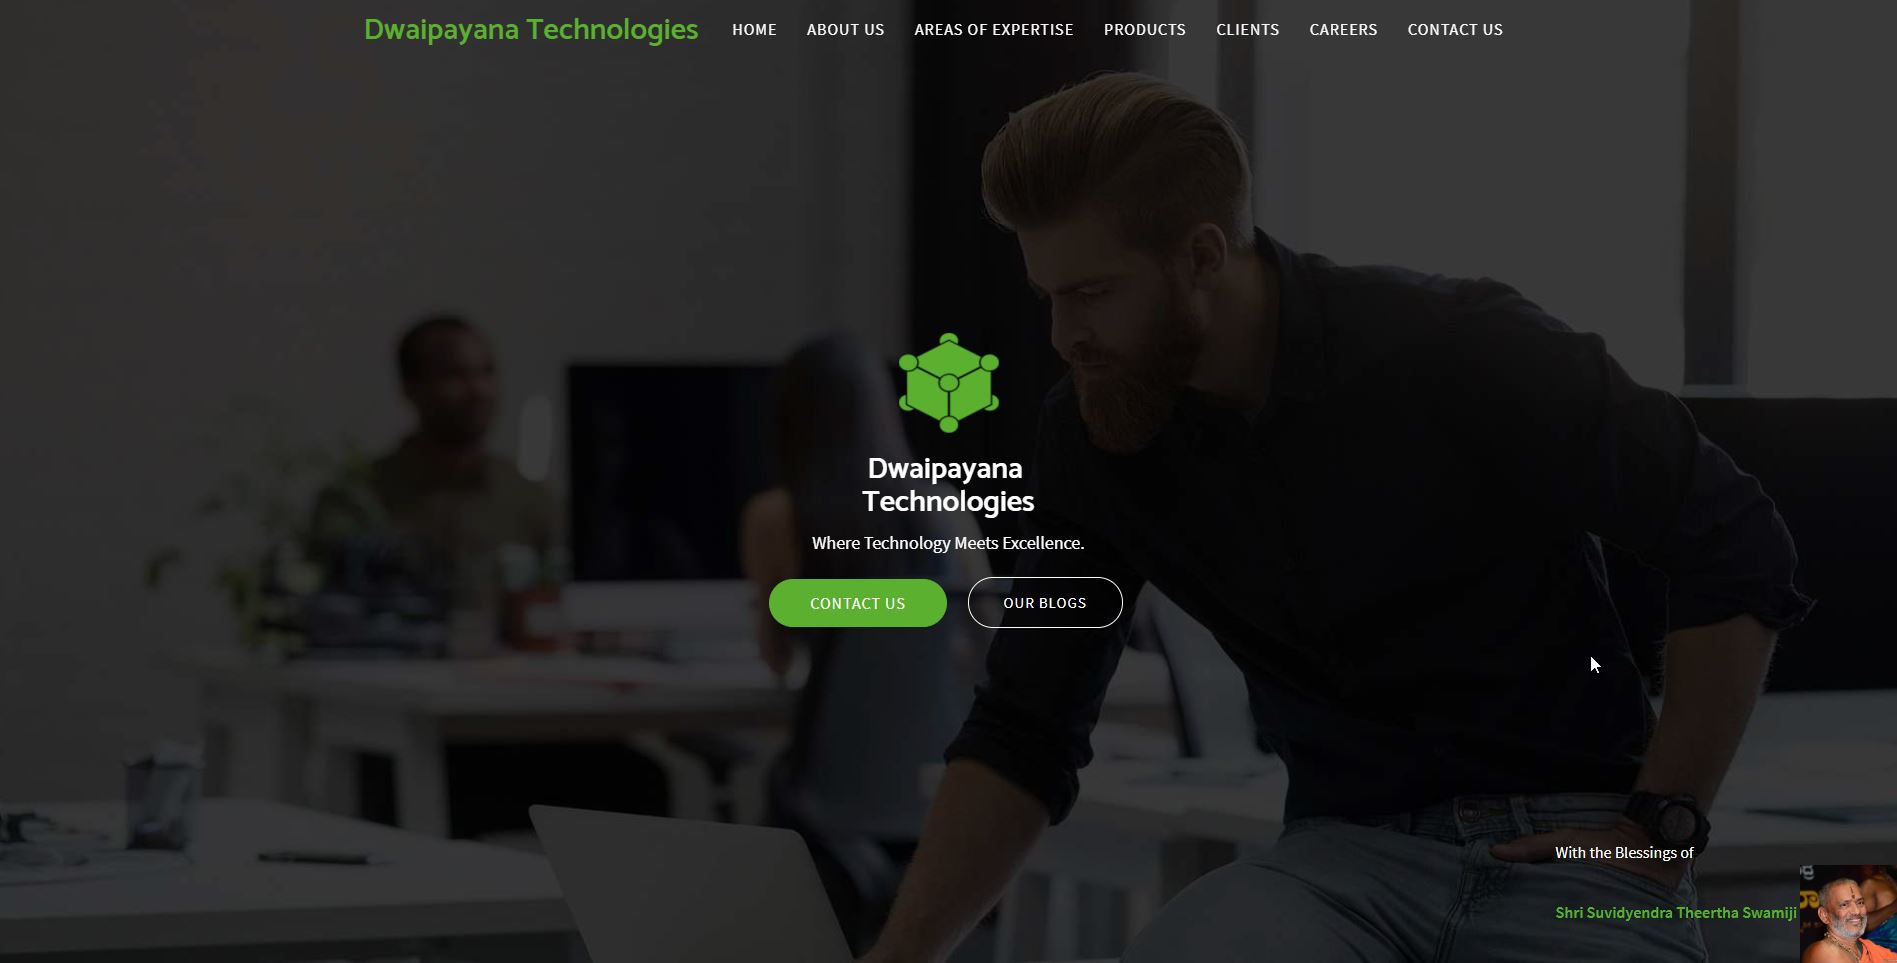 Dwaipayana Technologies
HOME
ABOUT US
AREAS OF EXPERTISE
PRODUCTS
CLIENTS
CAREERS
CONTACT US
Dwaipayana
Technologies
Where Technology Meets Excellence.
CONTACT US
OUR BLOGS
With the Blessings of
Shri Suvidyendra Theertha Swamiji